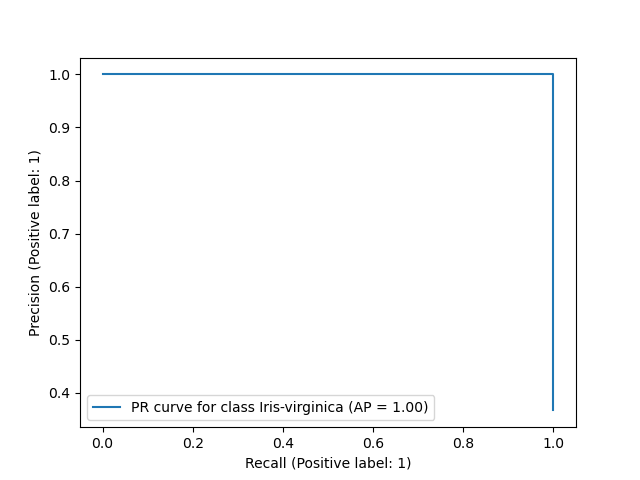 1.0
0.9
0.8
0.7
0.6
0.5
0.4
Precision (Positive label: 1)
PR curve for class Iris-virginica (AP = 1.00)
0.0 0.2 0.4 0.6 0.8 1.0
Recall (Positive label: 1)